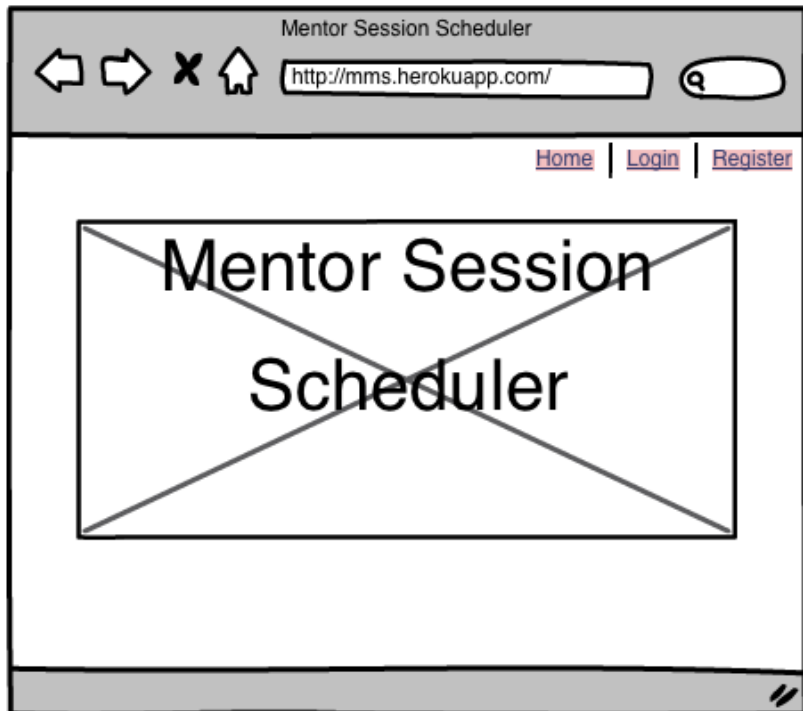 Mentor Session Scheduler
http://mms.herokuapp.com/
Home | Login | Register
Mentor Session
Scheduler